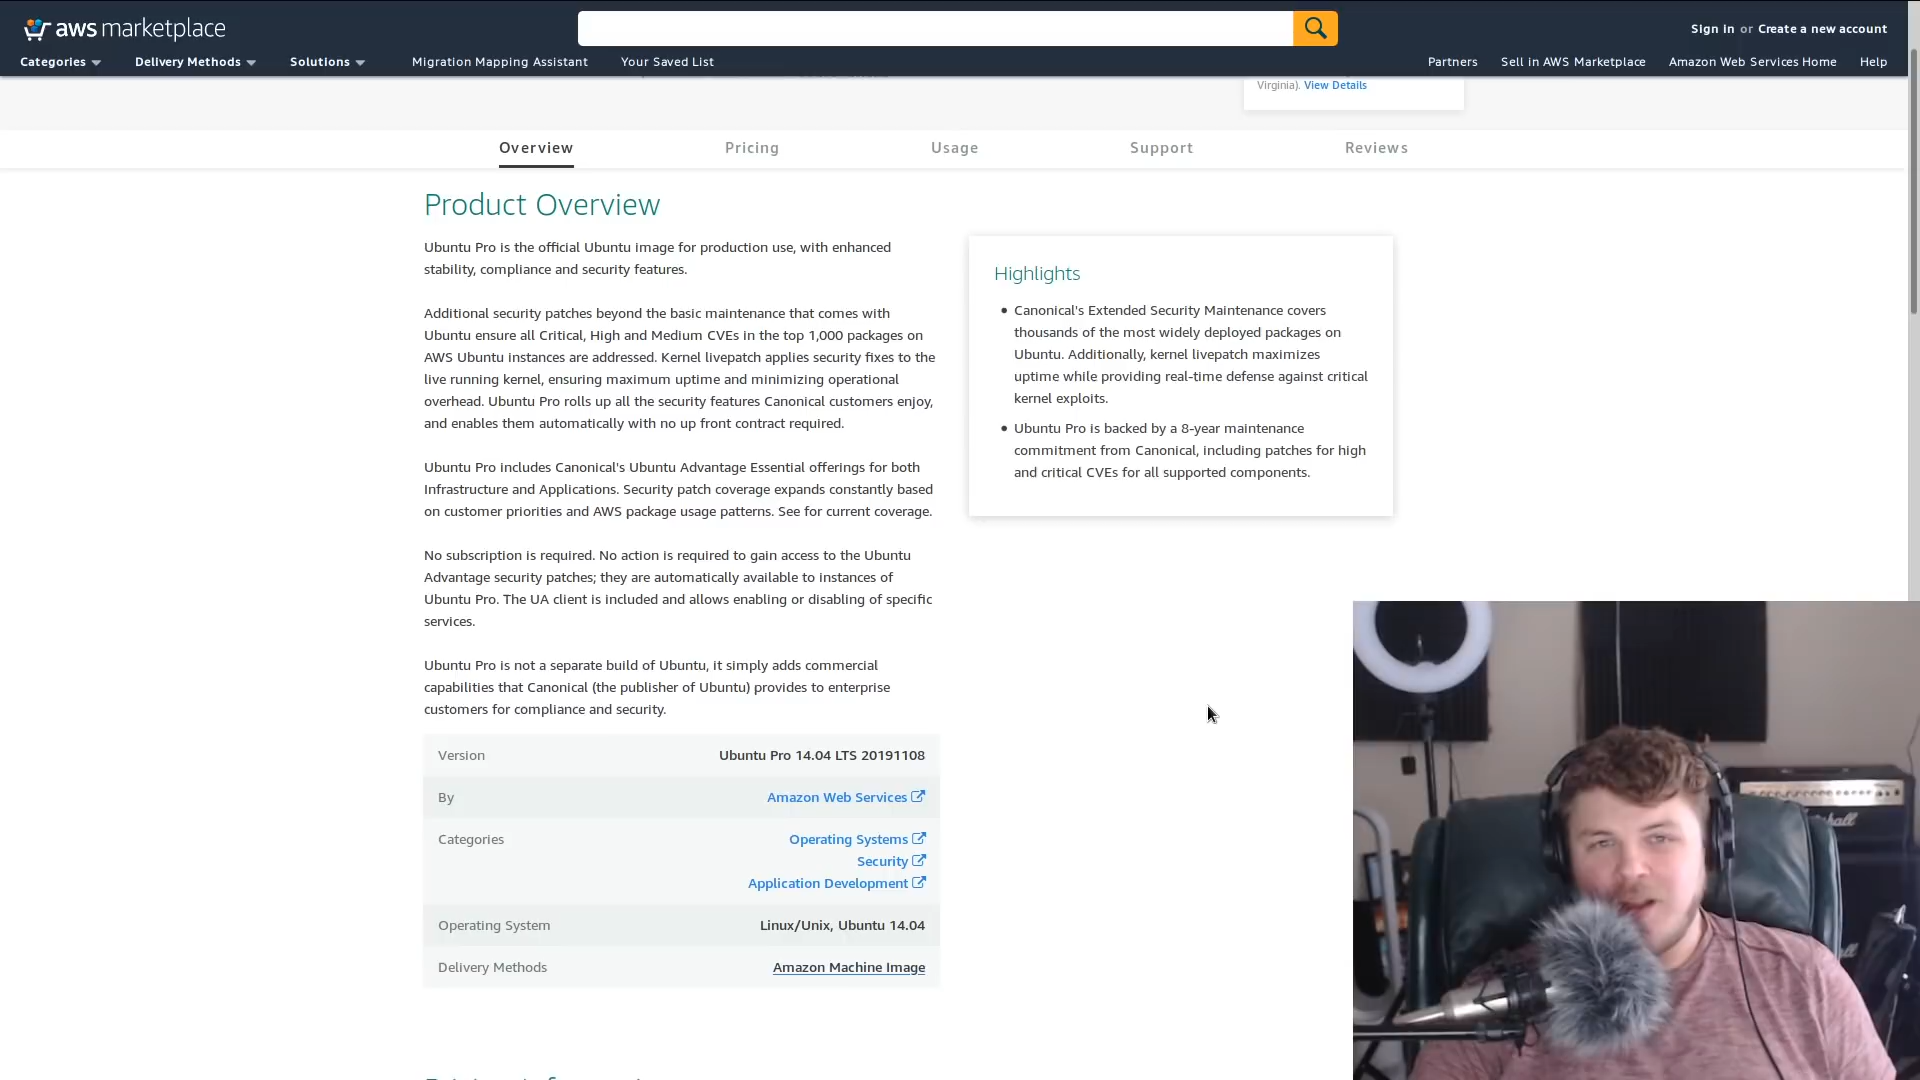 aws marketplace
Sign in or Create a new account
Categories
Delivery Methods
Solutions
Migration Mapping Assistant
Your Saved List
Partners
Sell in AWS Marketplace
Amazon Web Services Home
Help
Virginia). View Details
Overview
Pricing
Usage
Support
Reviews
Product Overview
Ubuntu Pro is the official Ubuntu image for production use, with enhanced
stability, compliance and security features.
Additional security patches beyond the basic maintenance that comes with
Ubuntu ensure all Critical, High and Medium CVEs in the top 1,000 packages on
AWS Ubuntu instances are addressed. Kernel livepatch applies security fixes to the
live running kernel, ensuring maximum uptime and minimizing operational
overhead. Ubuntu Pro rolls up all the security features Canonical customers enjoy,
and enables them automatically with no up front contract required.
Ubuntu Pro includes Canonical's Ubuntu Advantage Essential offerings for both
Infrastructure and Applications. Security patch coverage expands constantly based
on customer priorities and AWS package usage patterns. See for current coverage.
No subscription is required. No action is required to gain access to the Ubuntu
Advantage security patches; they are automatically available to instances of
Ubuntu Pro. The UA client is included and allows enabling or disabling of specific
services.
Ubuntu Pro is not a separate build of Ubuntu, it simply adds commercial
capabilities that Canonical (the publisher of Ubuntu) provides to enterprise
customers for compliance and security.
Highlights
• Canonical's Extended Security Maintenance covers
thousands of the most widely deployed packages on
Ubuntu. Additionally, kernel livepatch maximizes
uptime while providing real-time defense against critical
kernel exploits.
• Ubuntu Pro is backed by a 8-year maintenance
commitment from Canonical, including patches for high
and critical CVEs for all supported components.
Version Ubuntu Pro 14.04 LTS 20191108
By Amazon Web Services
Categories Operating Systems
Security
Application Development
Operating System Linux/Unix, Ubuntu 14.04
Delivery Methods Amazon Machine Image